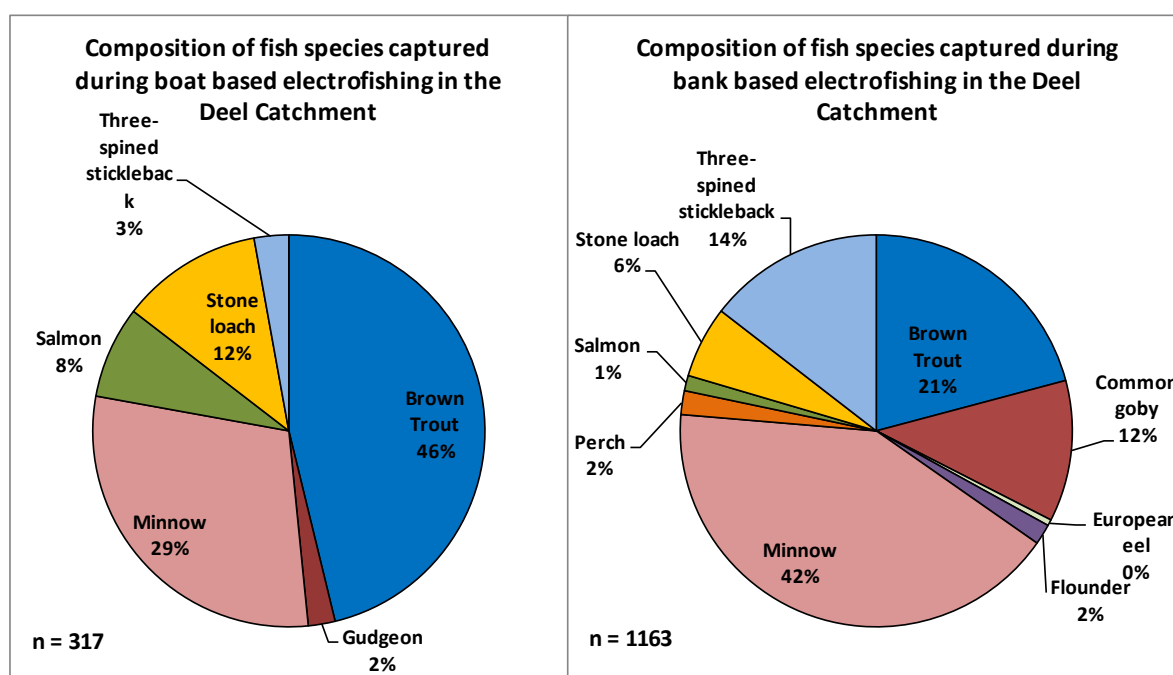 Composition of fish species captured
during boat based electrofishing in the
Deel Catchment
Three-
spined
sticklebac
k
3%
Salmon
8%
Stone
loach
12%
Brown
Trout
46%
Minnow
29%
Gudgeon
2%
n = 317
Composition of fish species captured during
bank based electrofishing in the Deel
Catchment
Three-
spined
stickleback
14%
Stone loach
6%
Salmon
1%
Perch
2%
Brown
Trout
21%
Common
goby
12%
European
eel
0%
Flounder
2%
Minnow
42%
n = 1163